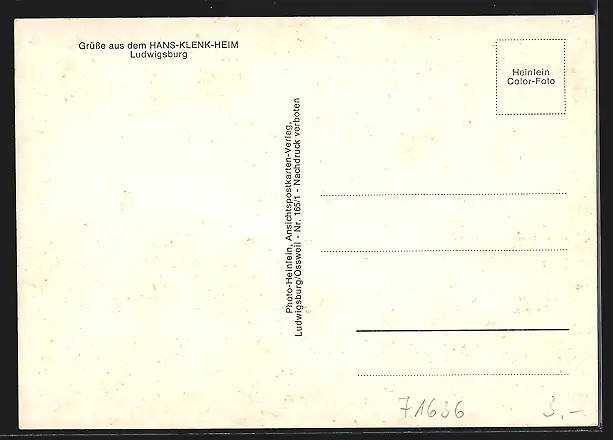 Grüße aus dem HANS-KLENK-HEIM
Ludwigsburg
Heinlein
Color-Foto
Photo-Heinlein, Ansichtspostkarten-Verlag,
Ludwigsburg/Ossweil - Nr. 165/1 - Nachdruck verboten
71636
3.-